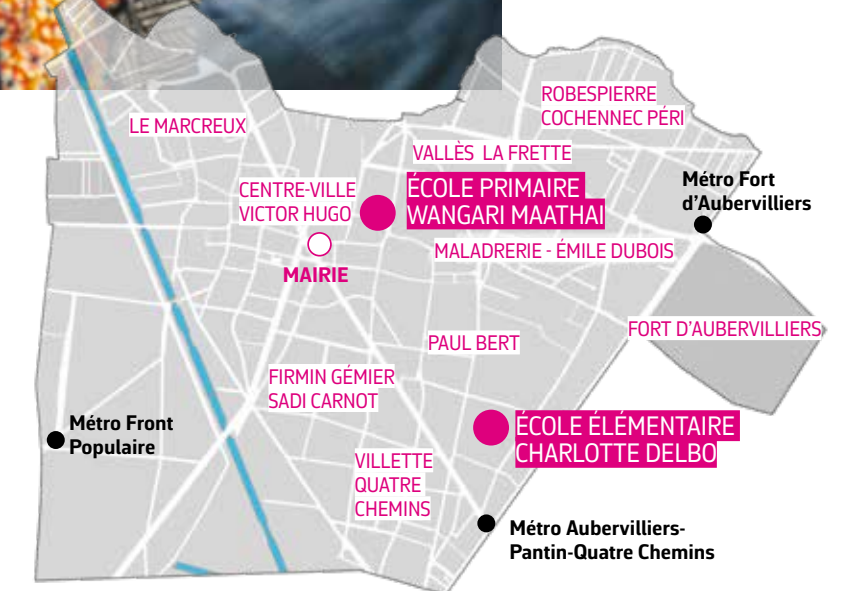 ROBESPIERRE
COCHENNEC PÉRI
LE MARCREUX
VALLÈS LA FRETTE
CENTRE-VILLE
VICTOR HUGO
ÉCOLE PRIMAIRE
WANGARI MAATHAI
Métro Fort
d'Aubervilliers
MAIRIE
MALADRERIE - ÉMILE DUBOIS
FORT D'AUBERVILLIERS
PAUL BERT
FIRMIN GÉMIER
SADI CARNOT
Métro Front
Populaire
ÉCOLE ÉLÉMENTAIRE
CHARLOTTE DELBO
VILLETTE
QUATRE
CHEMINS
Métro Aubervilliers-
Pantin-Quatre Chemins